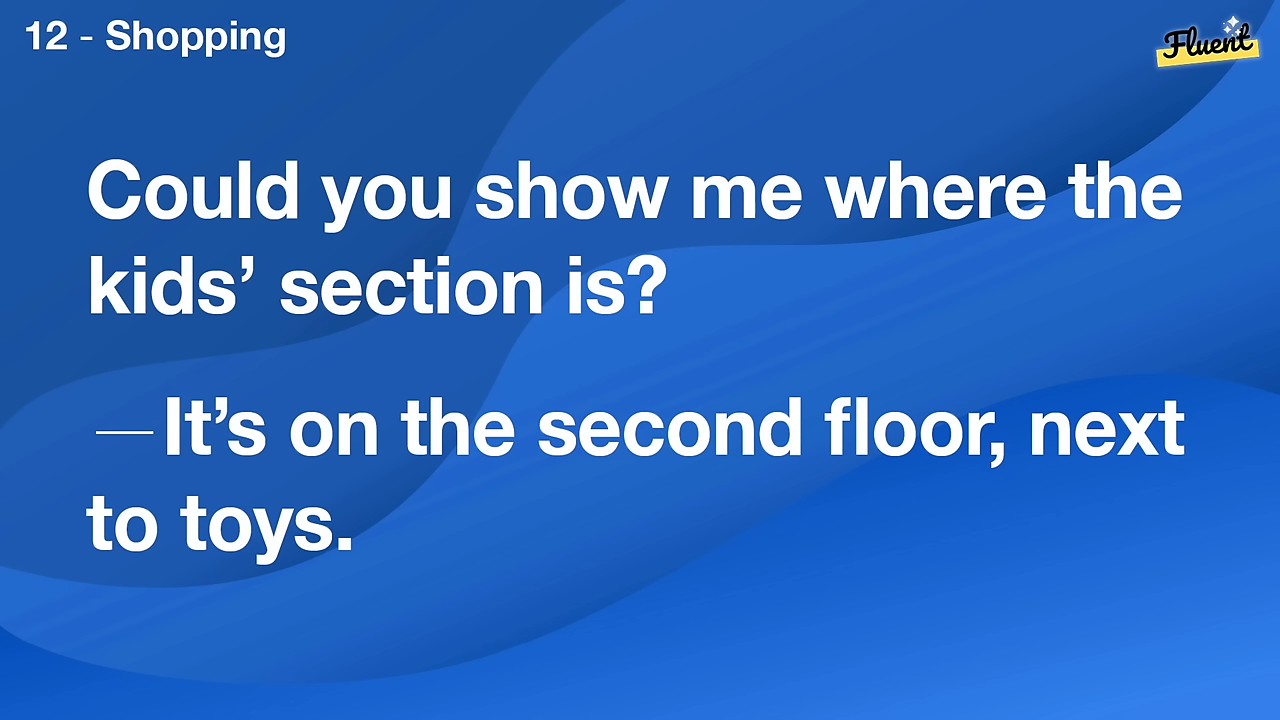 12 - Shopping
Fluent
Could you show me where the
kids’ section is?
—It’s on the second floor, next
to toys.